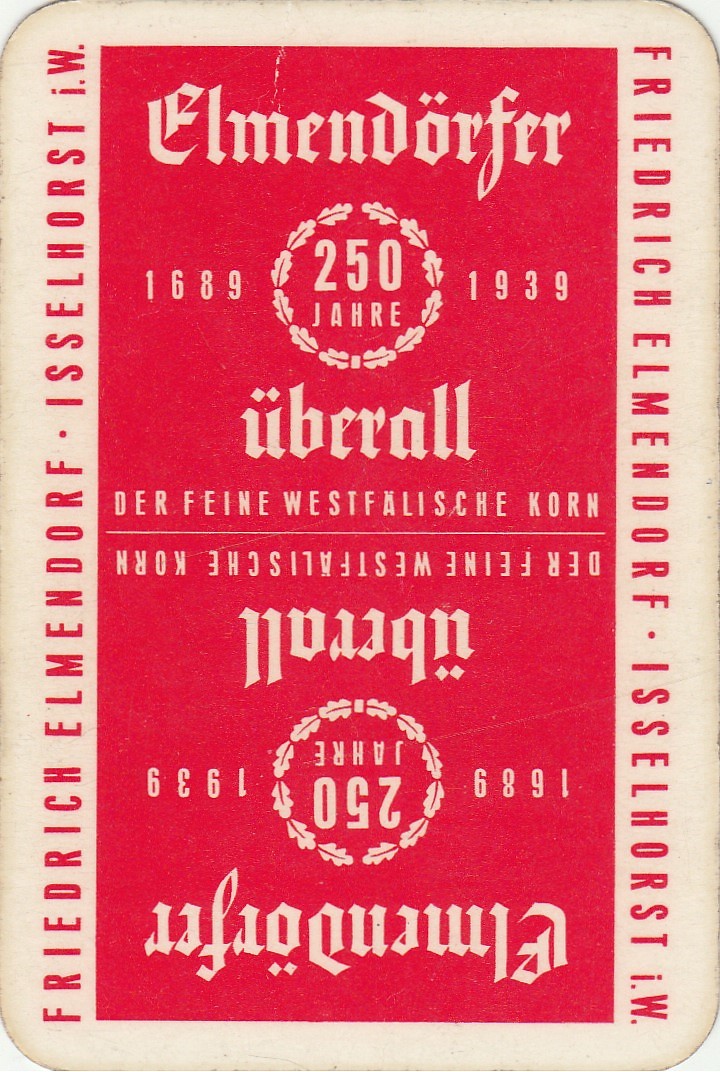 Elmendörfer
1689 250 JAHRE 1939
überall
DER FEINE WESTFÄLISCHE KORN
DER FEINE WESTFÄLISCHE KORN
überall
1689 250 JAHRE 1939
Elmendörfer
FRIEDRICH ELMENDORF · ISSELHORST i.W.
FRIEDRICH ELMENDORF · ISSELHORST i.W.